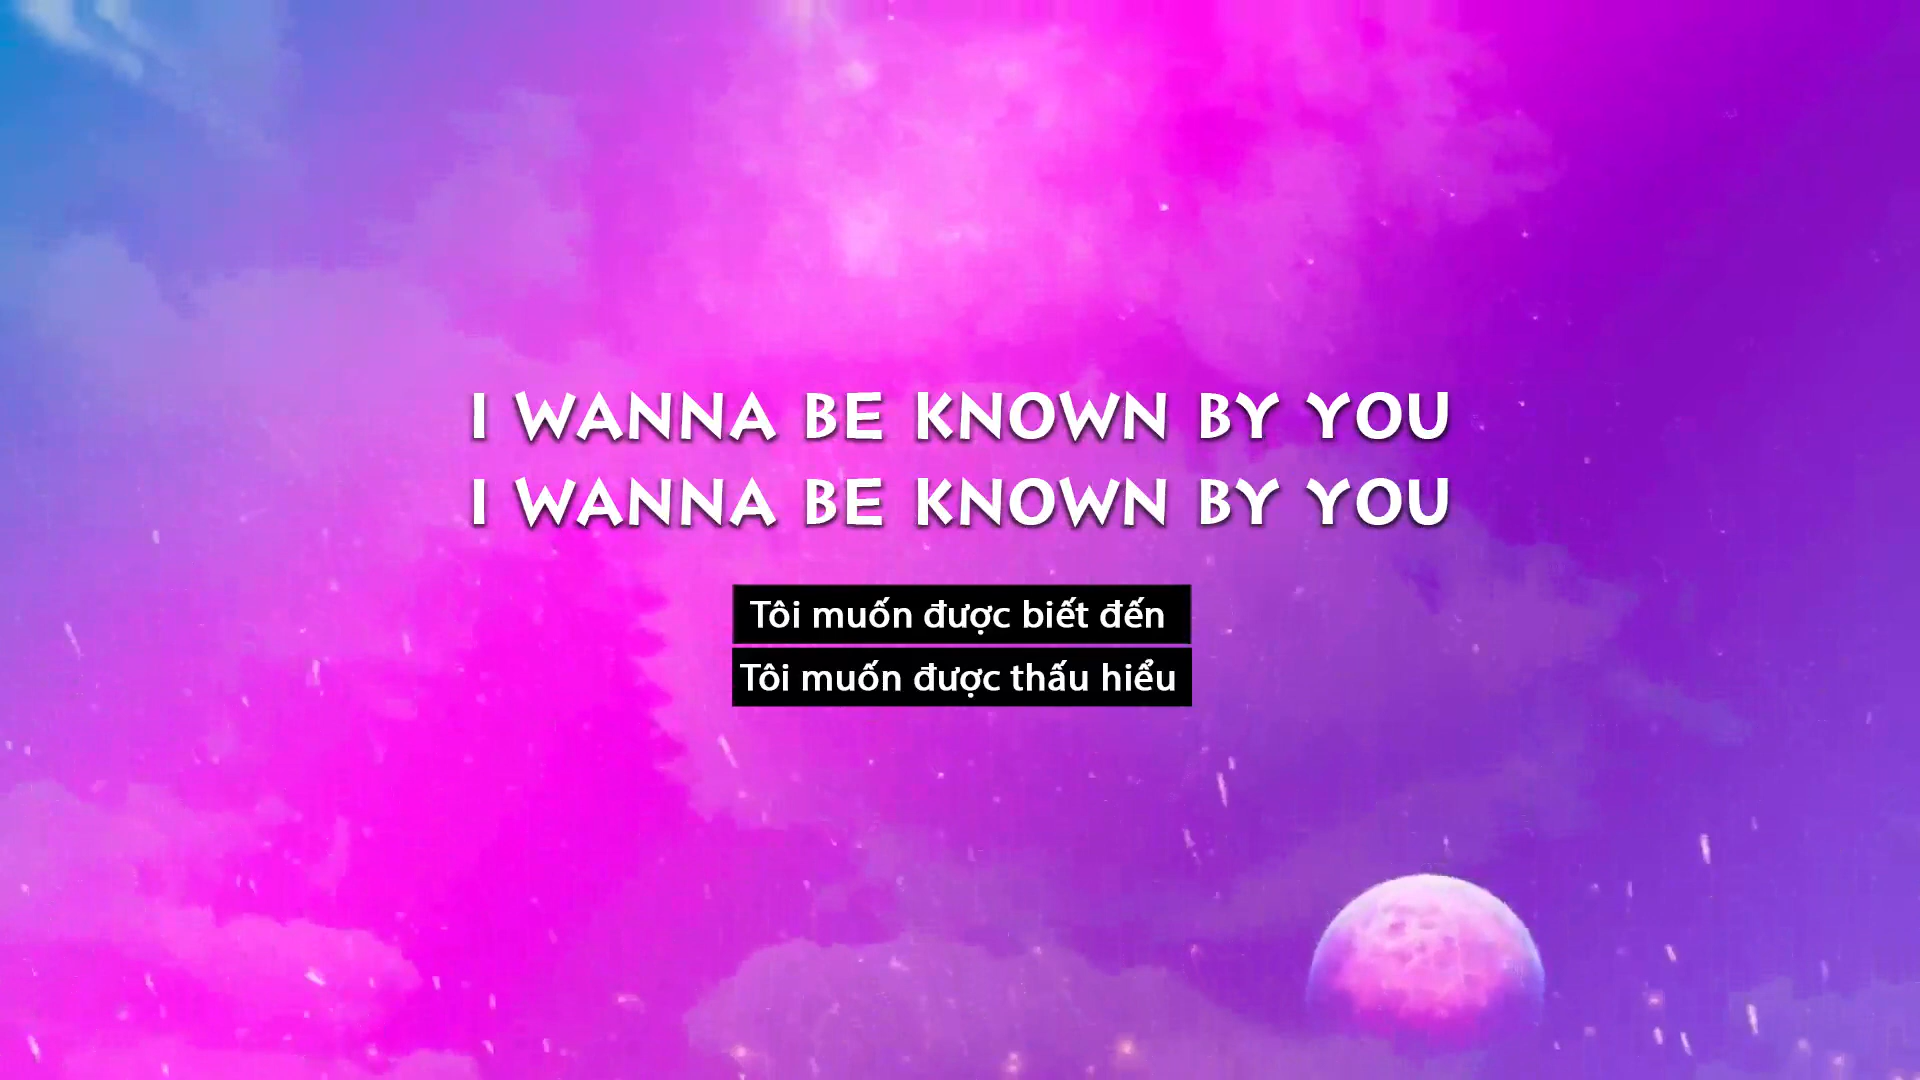 I WANNA BE KNOWN BY YOU
I WANNA BE KNOWN BY YOU
Tôi muốn được biết đến
Tôi muốn được thấu hiểu